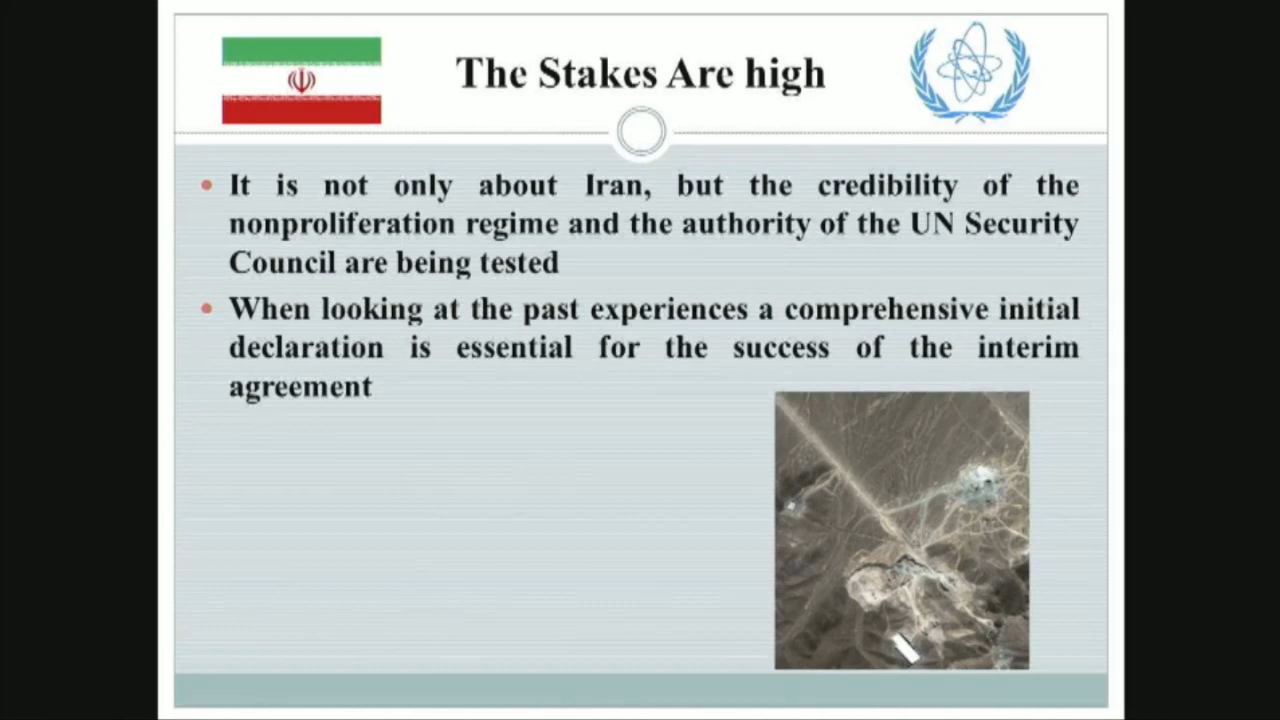 The Stakes Are high
• It is not only about Iran, but the credibility of the
nonproliferation regime and the authority of the UN Security
Council are being tested
• When looking at the past experiences a comprehensive initial
declaration is essential for the success of the interim
agreement